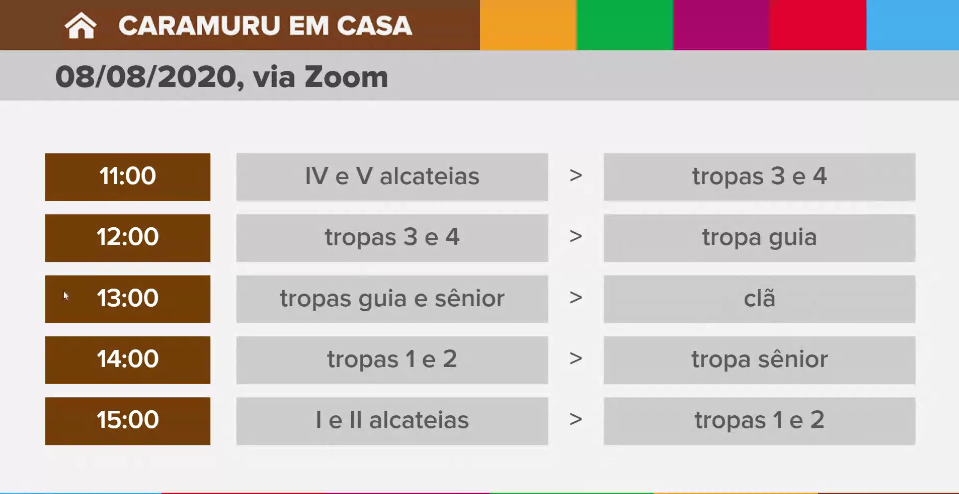 CARAMURU EM CASA
08/08/2020, via Zoom
11:00 IV e V alcateias > tropas 3 e 4
12:00 tropas 3 e 4 > tropa guia
13:00 tropas guia e sênior > clã
14:00 tropas 1 e 2 > tropa sênior
15:00 I e II alcateias > tropas 1 e 2